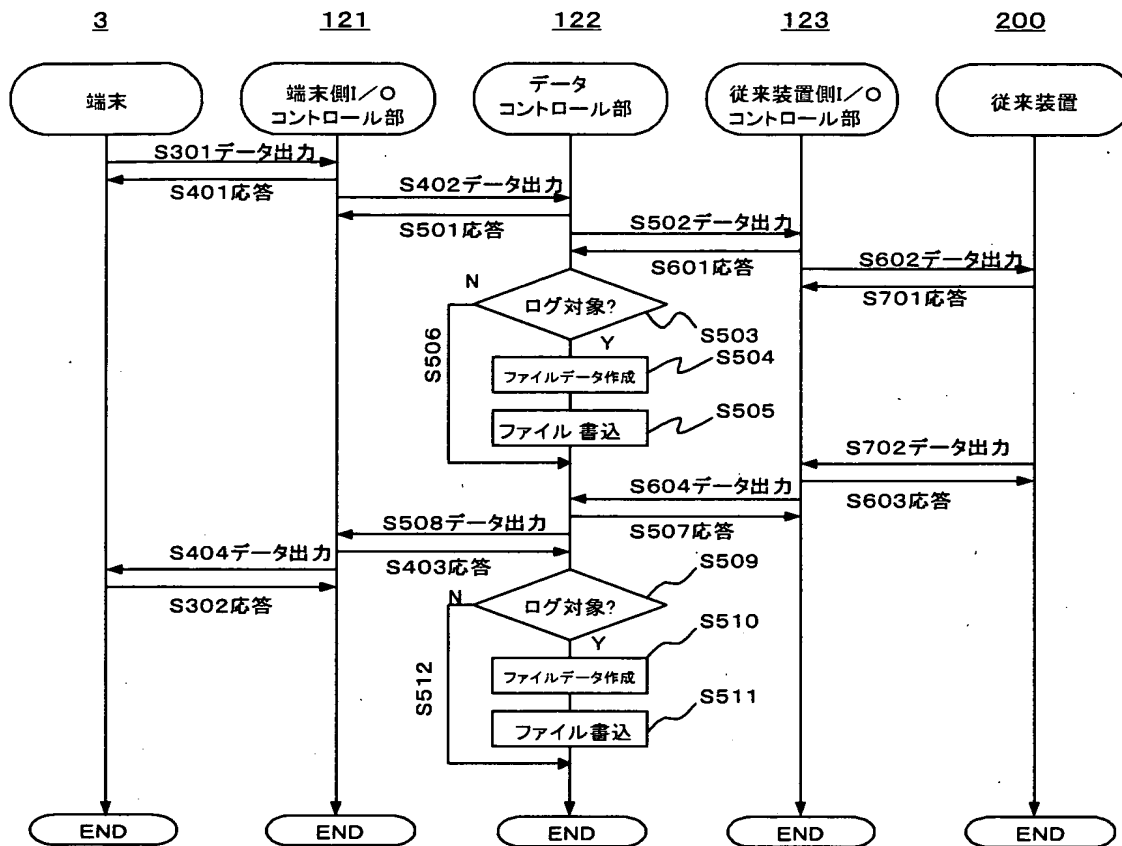 3
121
122
123
200
端末
端末側I/O
コントロール部
データ
コントロール部
従来装置側I/O
コントロール部
従来装置
S301データ出力
S401応答
S402データ出力
S501応答
S502データ出力
S601応答
S602データ出力
S701応答
N
ログ対象?
S503
Y
S506
S504
ファイルデータ作成
S505
ファイル 書込
S702データ出力
S603応答
S604データ出力
S507応答
S508データ出力
S403応答
S404データ出力
S302応答
S509
N
ログ対象?
Y
S510
S512
ファイルデータ作成
S511
ファイル書込
END
END
END
END
END